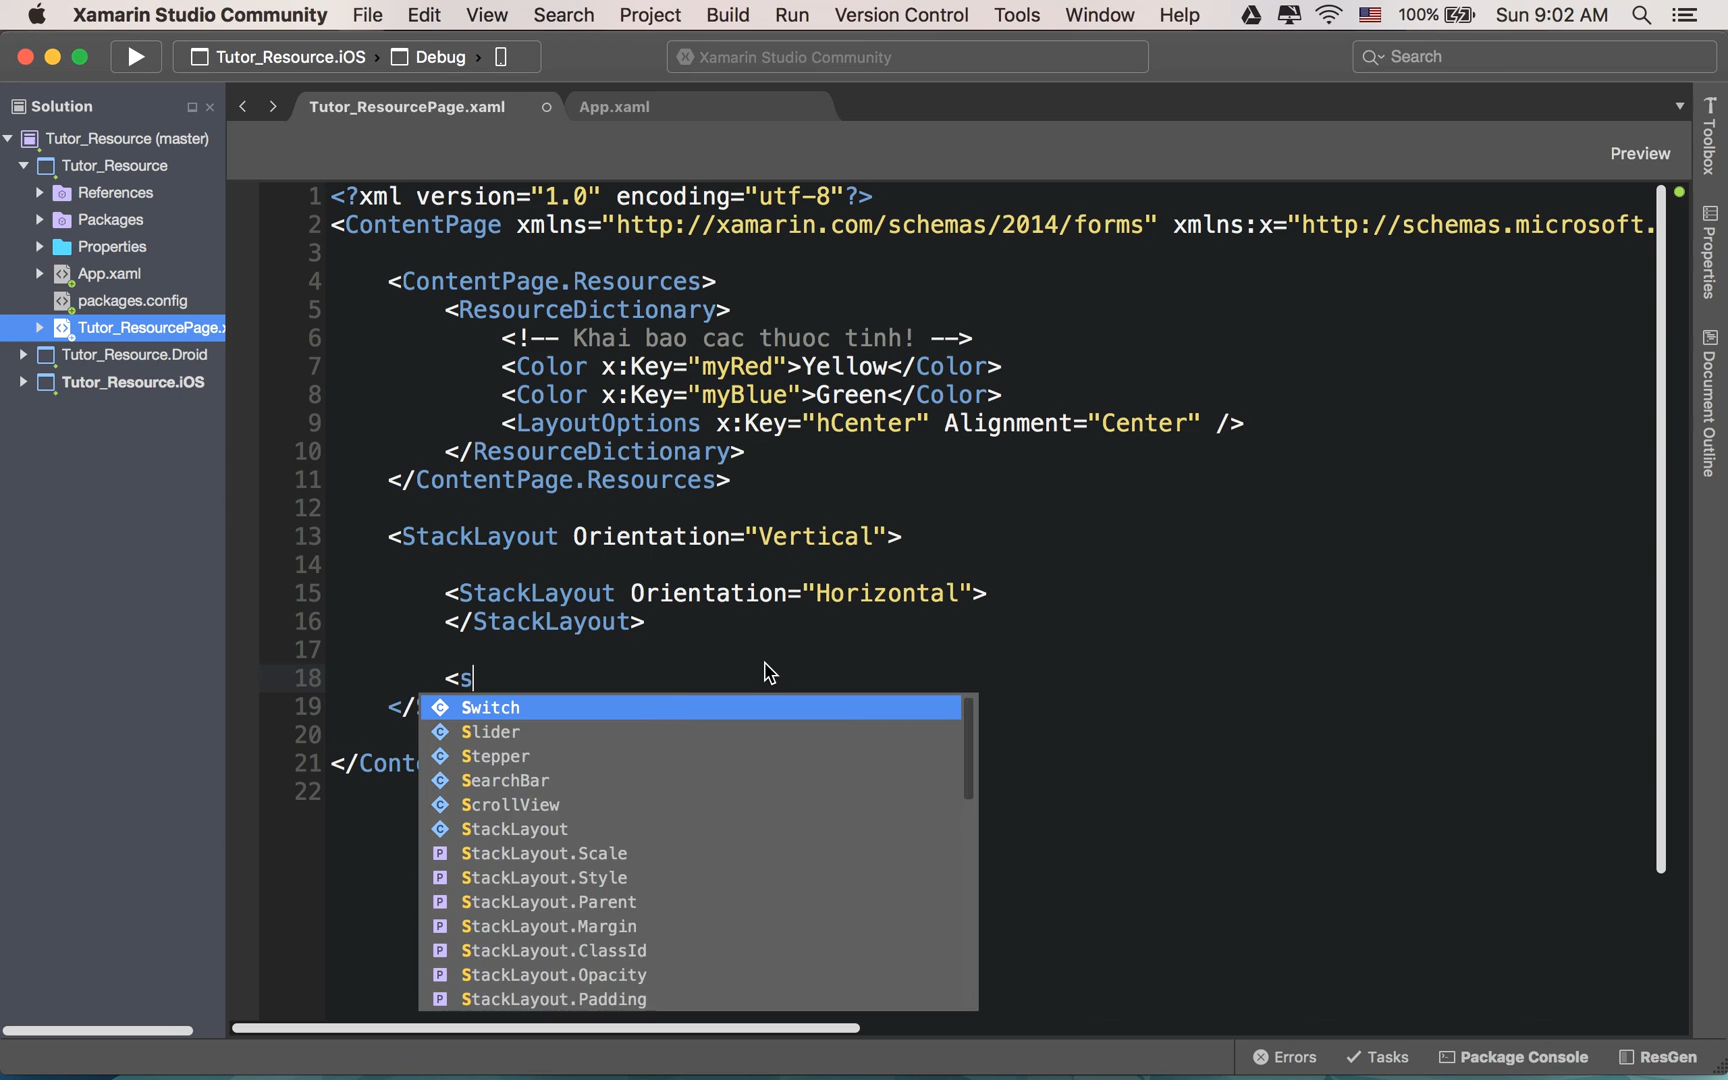 Xamarin Studio Community File Edit View Search Project Build Run Version Control Tools Window Help 100% Sun 9:02 AM
Tutor_Resource.iOS › Debug › Xamarin Studio Community Search
Solution Tutor_ResourcePage.xaml App.xaml
Toolbox
Properties
Document Outline
Tutor_Resource (master)
Tutor_Resource
References
Packages
Properties
App.xaml
packages.config
Tutor_ResourcePage.x
Tutor_Resource.Droid
Tutor_Resource.iOS
Preview
1 <?xml version="1.0" encoding="utf-8"?>
2 <ContentPage xmlns="http://xamarin.com/schemas/2014/forms" xmlns:x="http://schemas.microsoft.
3
4 <ContentPage.Resources>
5 <ResourceDictionary>
6 <!-- Khai bao cac thuoc tinh! -->
7 <Color x:Key="myRed">Yellow</Color>
8 <Color x:Key="myBlue">Green</Color>
9 <LayoutOptions x:Key="hCenter" Alignment="Center" />
10 </ResourceDictionary>
11 </ContentPage.Resources>
12
13 <StackLayout Orientation="Vertical">
14
15 <StackLayout Orientation="Horizontal">
16 </StackLayout>
17
18 <s
19 </
20
21 </Cont
22
Switch
Slider
Stepper
SearchBar
ScrollView
StackLayout
StackLayout.Scale
StackLayout.Style
StackLayout.Parent
StackLayout.Margin
StackLayout.ClassId
StackLayout.Opacity
StackLayout.Padding
Errors Tasks Package Console ResGen